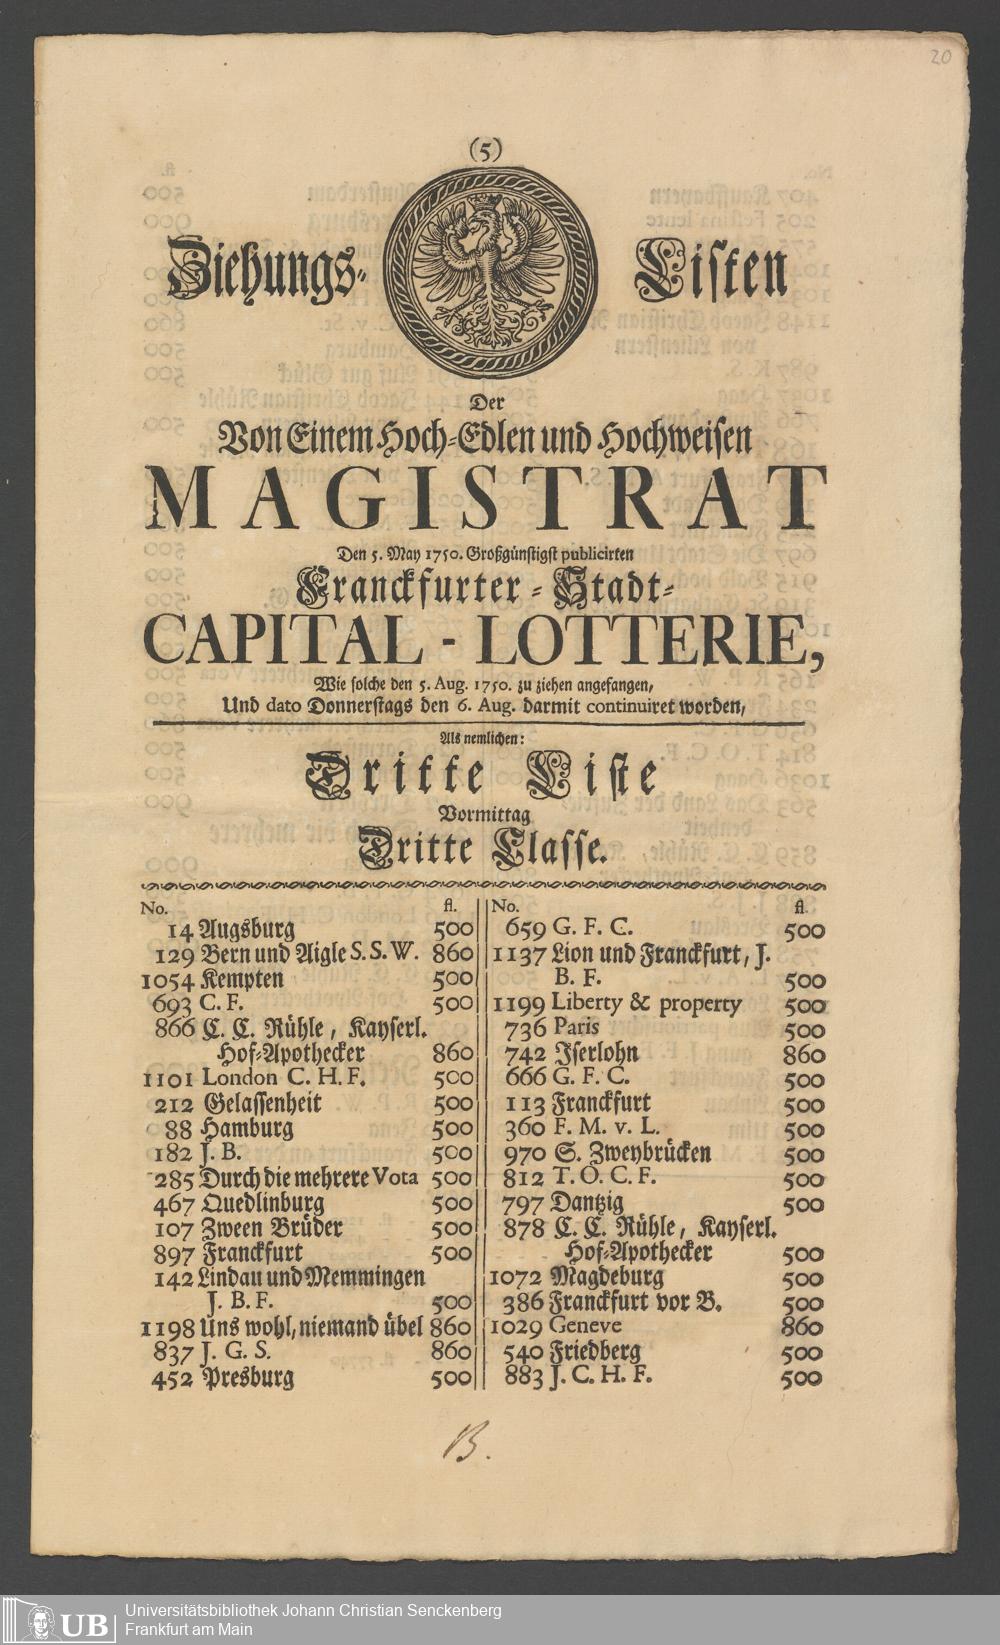 20
(5)
Ziehungs-Listen
Der
Von Einem Hoch-Edlen und Hochweisen
MAGISTRAT
Den 5. May 1750. Großgünstigst publicirten
Franckfurter-Stadt-
CAPITAL-LOTTERIE,
Wie solche den 5. Aug. 1750. zu ziehen angefangen,
Und dato Donnerstags den 6. Aug. darmit continuiret worden,
Als nemlichen:
Dritte Liste
Vormittag
Dritte Classe.
No. fl.
14 Augsburg 500
129 Bern und Aigle S. S. W. 860
1054 Kempten 500
693 C. F. 500
866 C. C. Rühle, Kayserl.
Hof-Apothecker 860
1101 London C. H. F. 500
212 Gelassenheit 500
88 Hamburg 500
182 J. B. 500
285 Durch die mehrere Vota 500
467 Quedlinburg 500
107 Zween Brüder 500
897 Franckfurt 500
142 Lindau und Memmingen
J. B. F. 500
1198 Uns wohl, niemand übel 860
837 J. G. S. 860
452 Presburg 500
No. fl.
659 G. F. C. 500
1137 Lion und Franckfurt, J.
B. F. 500
1199 Liberty & property 500
736 Paris 500
742 Iserlohn 860
666 G. F. C. 500
113 Franckfurt 500
360 F. M. v. L. 500
970 S. Zweybrücken 500
812 T. O. C. F. 500
797 Dantzig 500
878 C. C. Rühle, Kayserl.
Hof-Apothecker 500
1072 Magdeburg 500
386 Franckfurt vor B. 500
1029 Geneve 860
540 Friedberg 500
883 J. C. H. F. 500
B.
UB
Universitätsbibliothek Johann Christian Senckenberg
Frankfurt am Main